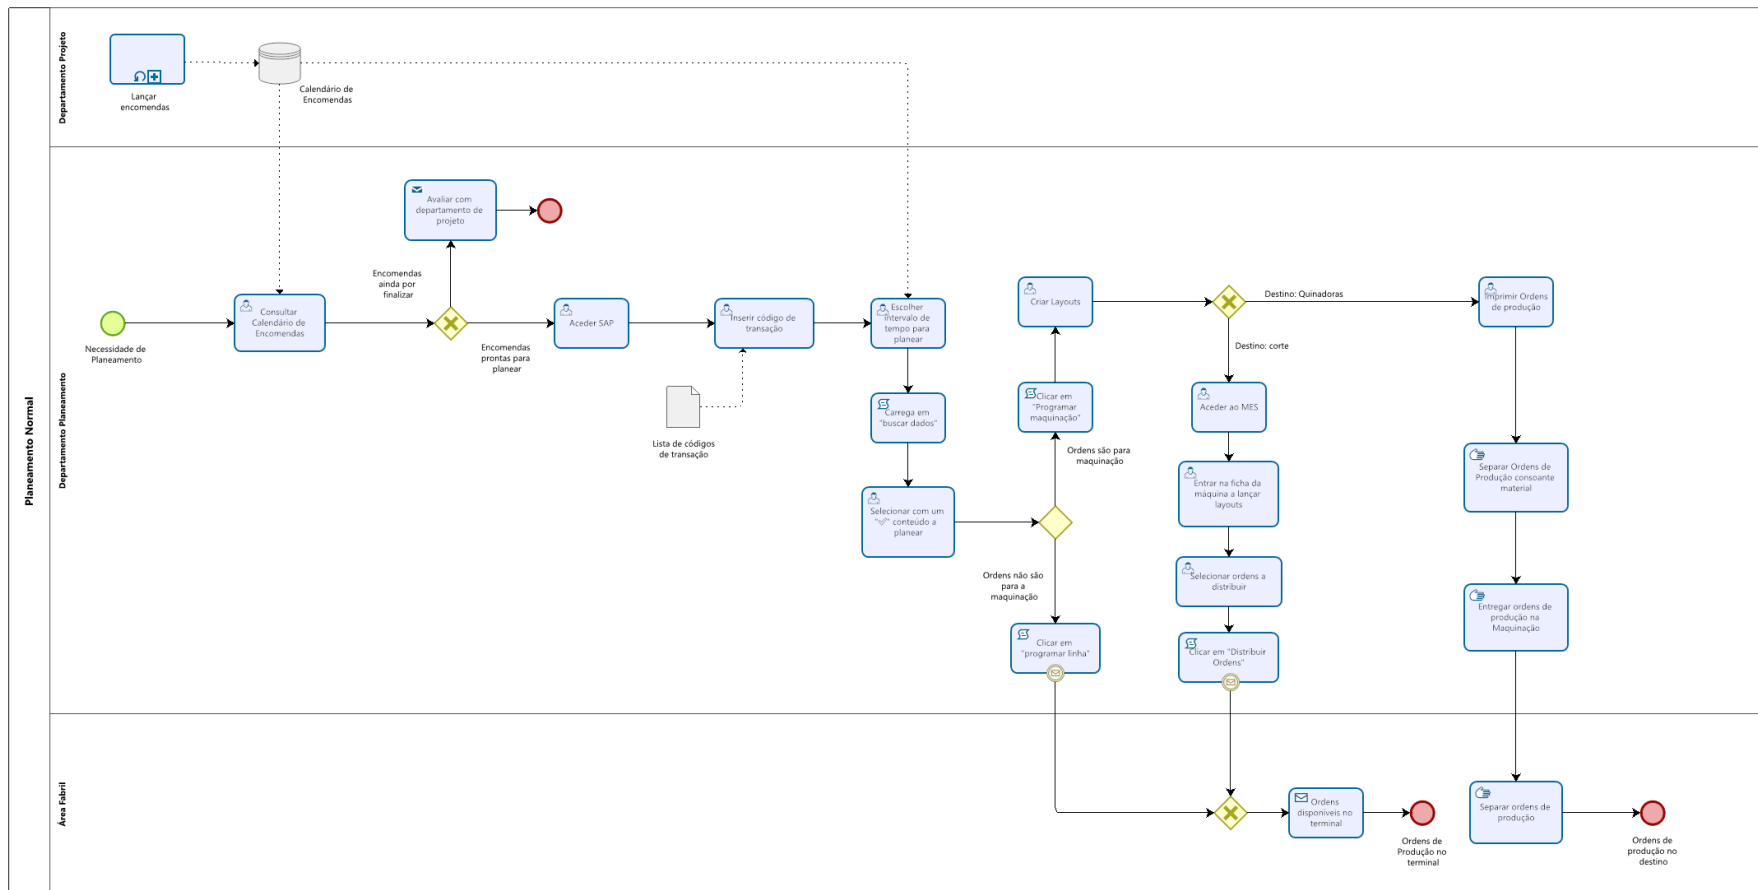 Planeamento Normal
Departamento Projeto
Lançar
encomendas
Calendário de
Encomendas
Departamento Planeamento
Necessidade de
Planeamento
Consultar
Calendário de
Encomendas
Encomendas
ainda por
finalizar
Avaliar com
departamento de
projeto
Encomendas
prontas para
planear
Aceder SAP
Inserir código de
transação
Lista de códigos
de transação
Escolher
intervalo de
tempo para
planear
Carrega em
"buscar dados"
Selecionar com um
"✓" conteúdo a
planear
Ordens são para
maquinação
Clicar em
"Programar
maquinação"
Criar Layouts
Ordens não são
para a
maquinação
Clicar em
"programar linha"
Destino: Quinadoras
Destino: corte
Aceder ao MES
Entrar na ficha da
máquina a lançar
layouts
Selecionar ordens a
distribuir
Clicar em "Distribuir
Ordens"
Imprimir Ordens
de produção
Separar Ordens de
Produção consoante
material
Entregar ordens de
produção na
Maquinação
Área Fabril
Ordens
disponíveis no
terminal
Ordens de
Produção no
terminal
Separar ordens de
produção
Ordens de
produção no
destino